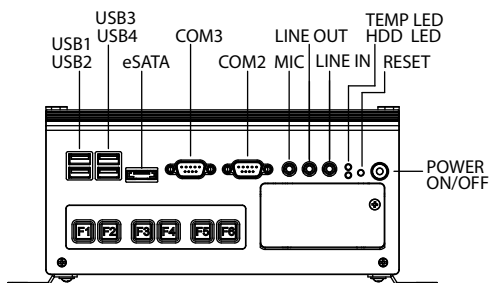 USB3
USB4
USB1
USB2
eSATA
COM3
COM2
LINE OUT
MIC
LINE IN
TEMP LED
HDD LED
RESET
POWER
ON/OFF
F1 F2 F3 F4 F5 F6